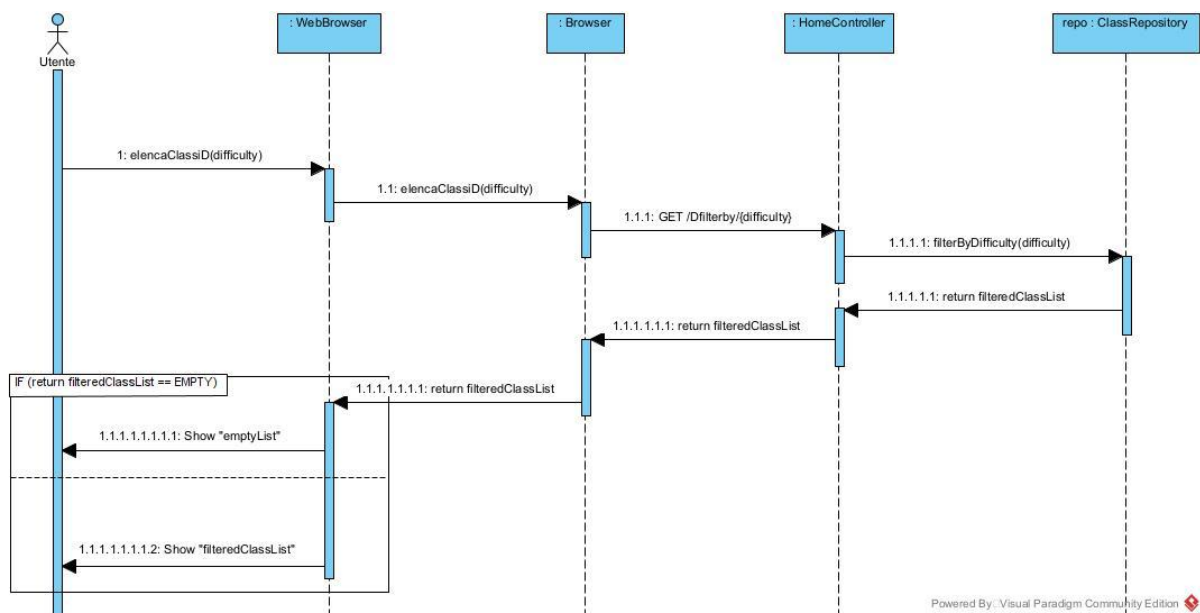 : WebBrowser
: Browser
: HomeController
repo : ClassRepository
Utente
1: elencaClassiD(difficulty)
1.1: elencaClassiD(difficulty)
1.1.1: GET /Dfilterby/{difficulty}
1.1.1.1: filterByDifficulty(difficulty)
1.1.1.1.1: return filteredClassList
1.1.1.1.1.1: return filteredClassList
IF (return filteredClassList == EMPTY)
1.1.1.1.1.1.1: return filteredClassList
1.1.1.1.1.1.1.1: Show "emptyList"
1.1.1.1.1.1.1.2: Show "filteredClassList"
Powered By Visual Paradigm Community Edition